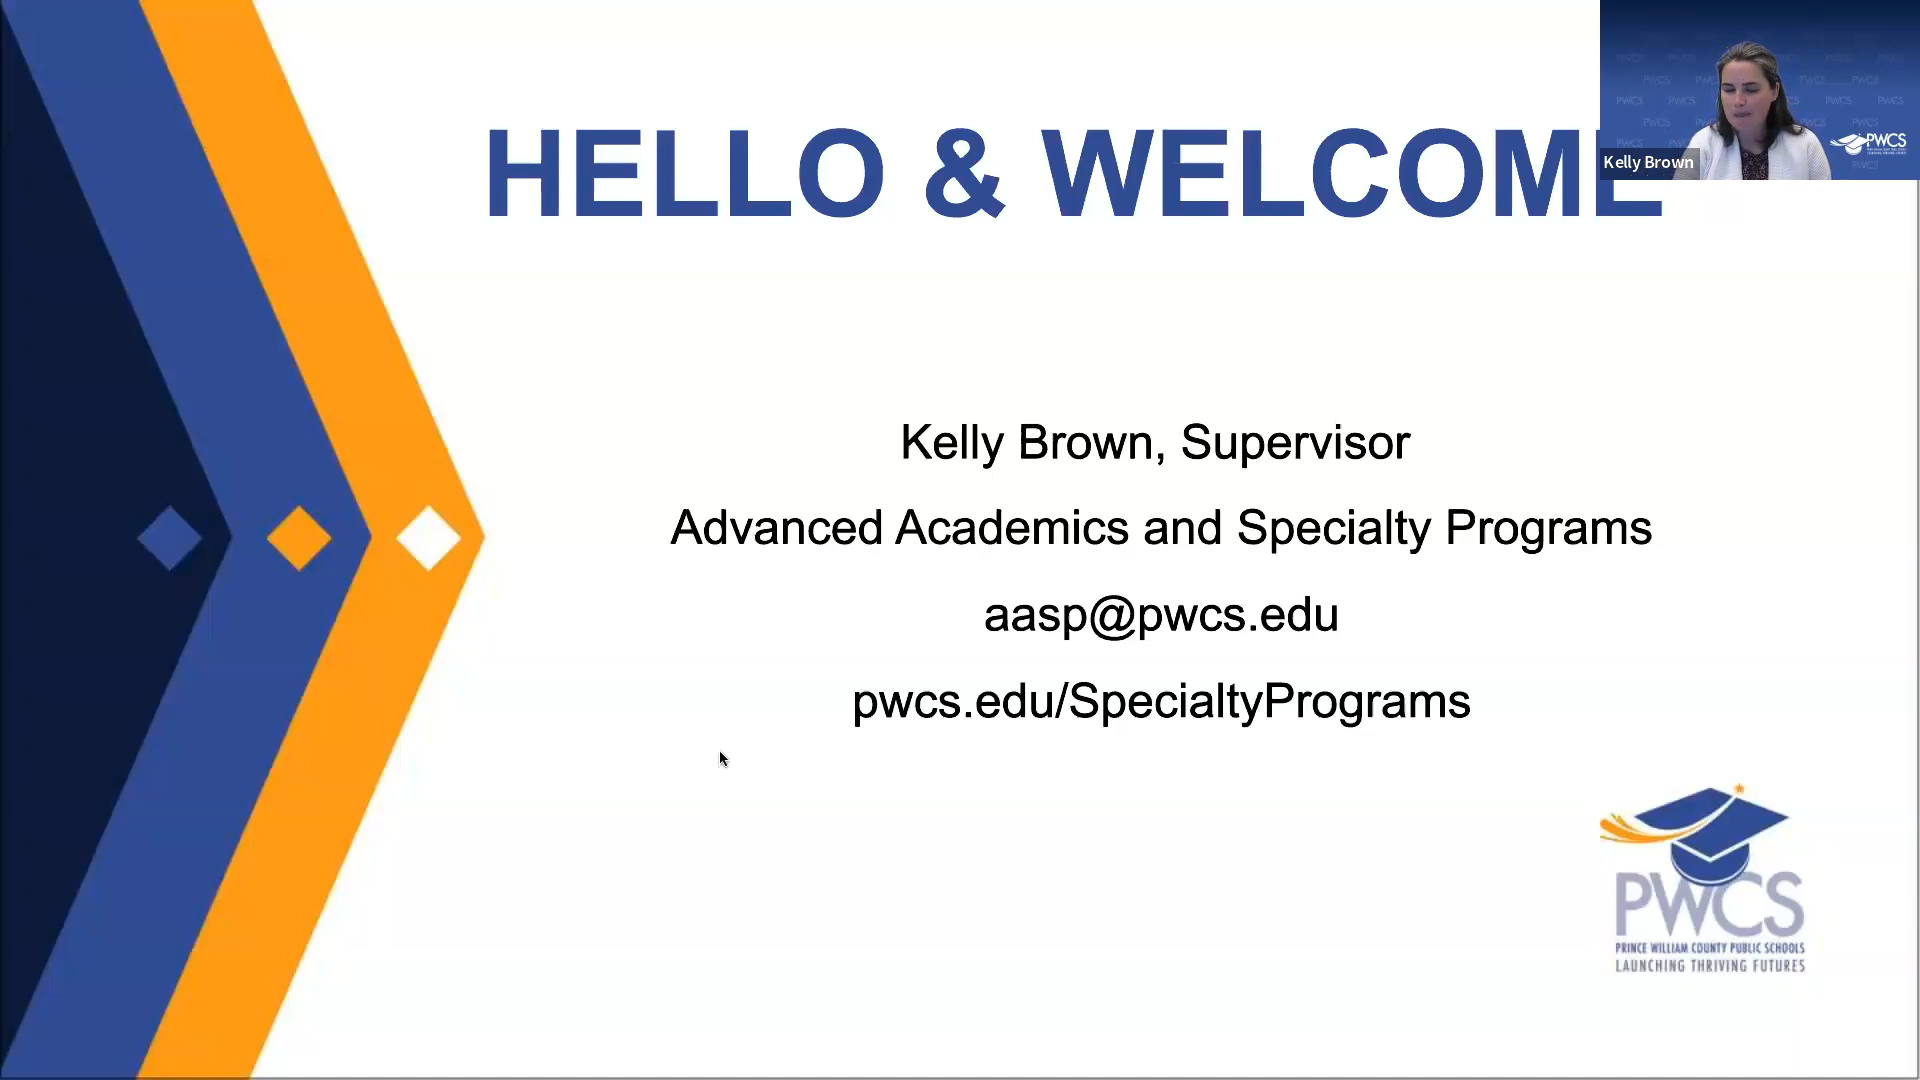 HELLO & WELCOME
Kelly Brown
PWCS
Kelly Brown, Supervisor
Advanced Academics and Specialty Programs
aasp@pwcs.edu
pwcs.edu/SpecialtyPrograms
PWCS
PRINCE WILLIAM COUNTY PUBLIC SCHOOLS
LAUNCHING THRIVING FUTURES